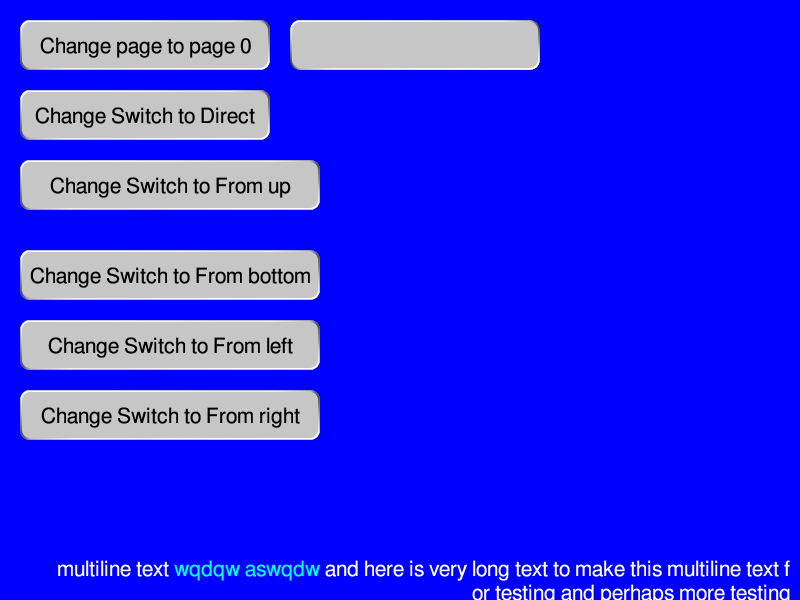 Change page to page 0
Change Switch to Direct
Change Switch to From up
Change Switch to From bottom
Change Switch to From left
Change Switch to From right
multiline text wqdqw aswqdw and here is very long text to make this multiline text f
or testing and perhaps more testing